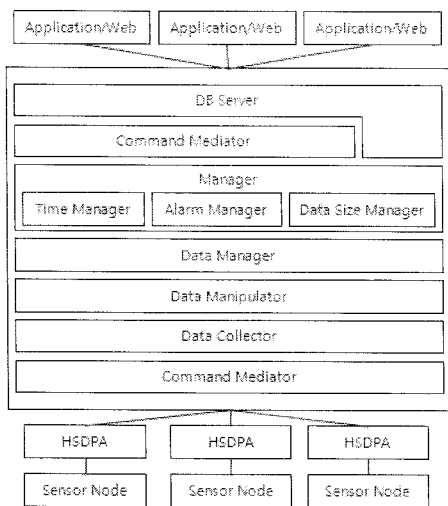 Application/Web Application/Web Application/Web
DB Server
Command Mediator
Manager
Time Manager Alarm Manager Data Size Manager
Data Manager
Data Manipulator
Data Collector
Command Mediator
HSDPA HSDPA HSDPA
Sensor Node Sensor Node Sensor Node